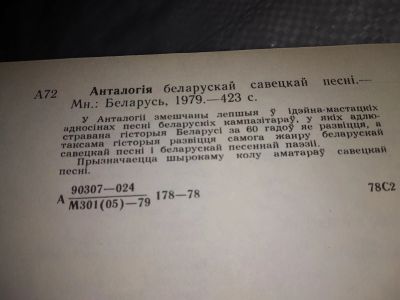 А72 Анталогія беларускай савецкай песні.—
Мн.: Беларусь, 1979.—423 с.
У Анталогіі змешчаны лепшыя ў ідэйна-мастацкіх
адносінах песні беларускіх кампазітараў, у якіх адлю-
стравана гісторыя Беларусі за 60 гадоў яе развіцця, а
таксама гісторыя развіцця самога жанру беларускай
савецкай песні і беларускай песеннай паэзіі.
Прызначаецца шырокаму колу аматараў савецкай
песні.
А 90307—024 178—78 78С2
М301(05)—79